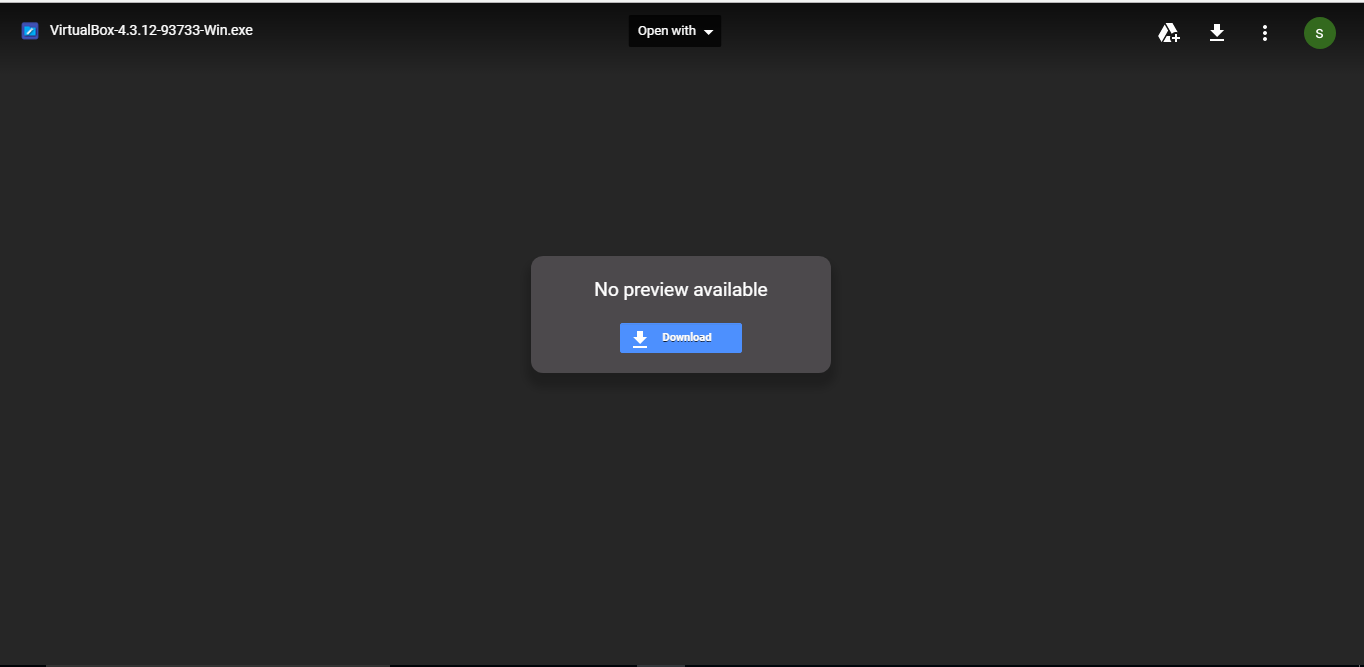 VirtualBox-4.3.12-93733-Win.exe
Open with
S
No preview available
Download